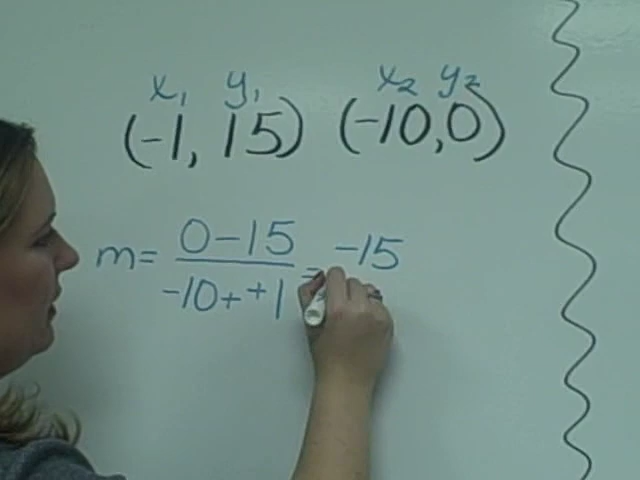 x₁ y₁ x₂ y₂
(-1, 15) (-10,0)
m = 0-15 = -15
-10++1